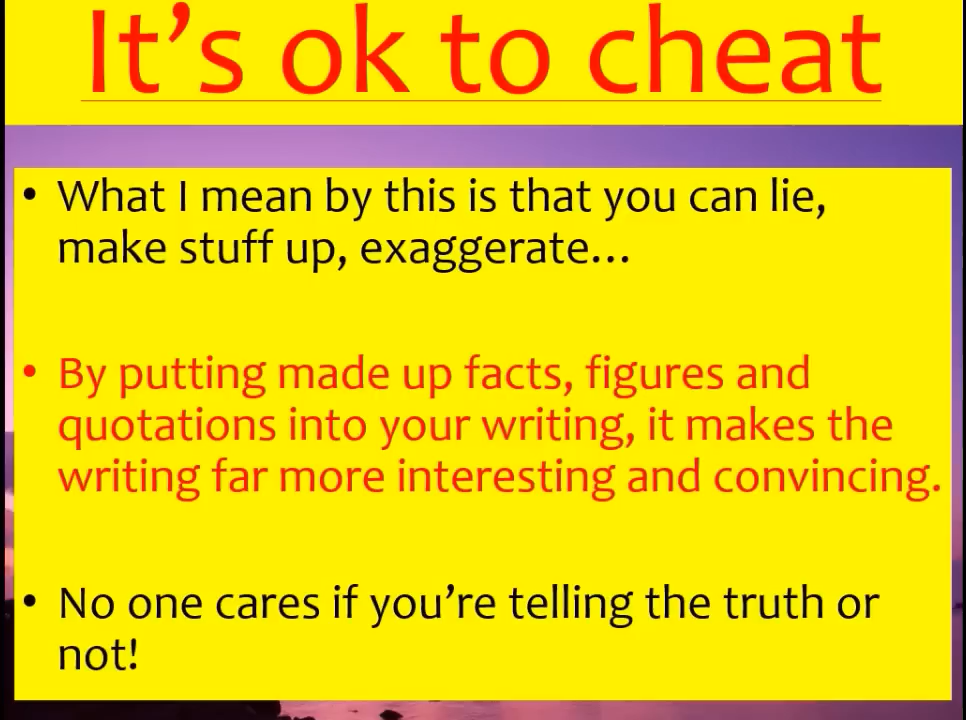 It’s ok to cheat
• What I mean by this is that you can lie,
make stuff up, exaggerate…
• By putting made up facts, figures and
quotations into your writing, it makes the
writing far more interesting and convincing.
• No one cares if you’re telling the truth or
not!